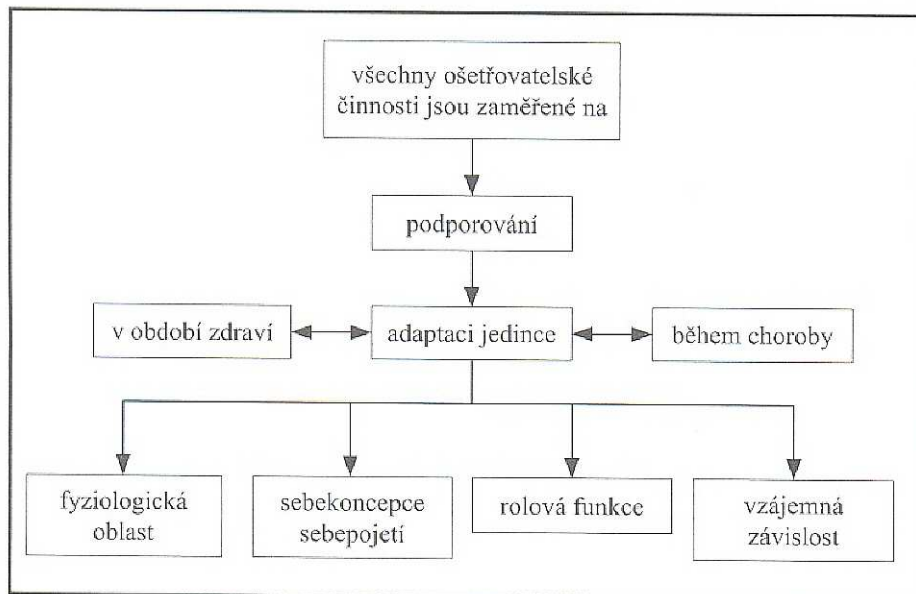 všechny ošetřovatelské
činnosti jsou zaměřené na
podporování
v období zdraví
adaptaci jedince
během choroby
fyziologická
oblast
sebekoncepce
sebepojetí
rolová funkce
vzájemná
závislost